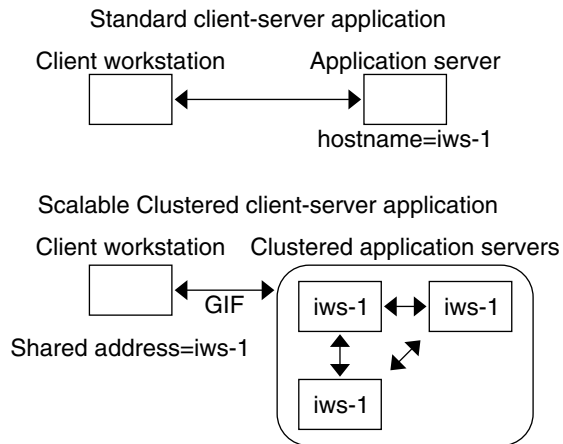 Standard client-server application
Client workstation
Application server
hostname=iws-1
Scalable Clustered client-server application
Client workstation
Clustered application servers
GIF
iws-1
iws-1
Shared address=iws-1
iws-1